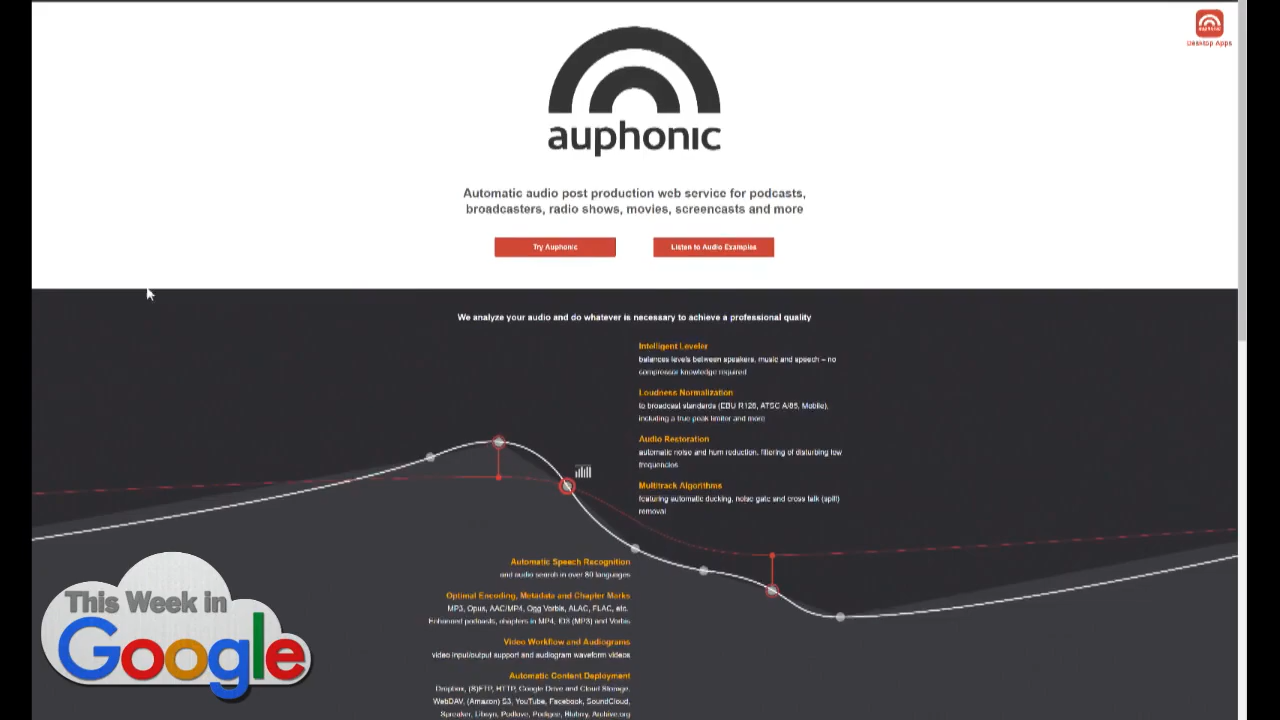 auphonic
Desktop Apps
auphonic
Automatic audio post production web service for podcasts,
broadcasters, radio shows, movies, screencasts and more
Try Auphonic
Listen to Audio Examples
We analyze your audio and do whatever is necessary to achieve a professional quality
Intelligent Leveler
balances levels between speakers, music and speech – no
compressor knowledge required
Loudness Normalization
to broadcast standards (EBU R128, ATSC A/85, Mobile),
including a true peak limiter and more
Audio Restoration
automatic noise and hum reduction, filtering of disturbing low
frequencies
Multitrack Algorithms
featuring automatic ducking, noise gate and cross talk (spill)
removal
Automatic Speech Recognition
and audio search in over 80 languages
Optimal Encoding, Metadata and Chapter Marks
MP3, Opus, AAC/MP4, Ogg Vorbis, ALAC, FLAC, etc.
Enhanced podcasts, chapters in MP4, ID3 (MP3) and Vorbis
Video Workflow and Audiograms
video input/output support and audiogram waveform videos
Automatic Content Deployment
Dropbox, (S)FTP, HTTP, Google Drive and Cloud Storage,
WebDAV, (Amazon) S3, YouTube, Facebook, SoundCloud,
Spreaker, Libsyn, Podlove, Podigee, Blubrry, Archive.org
This Week in
Google